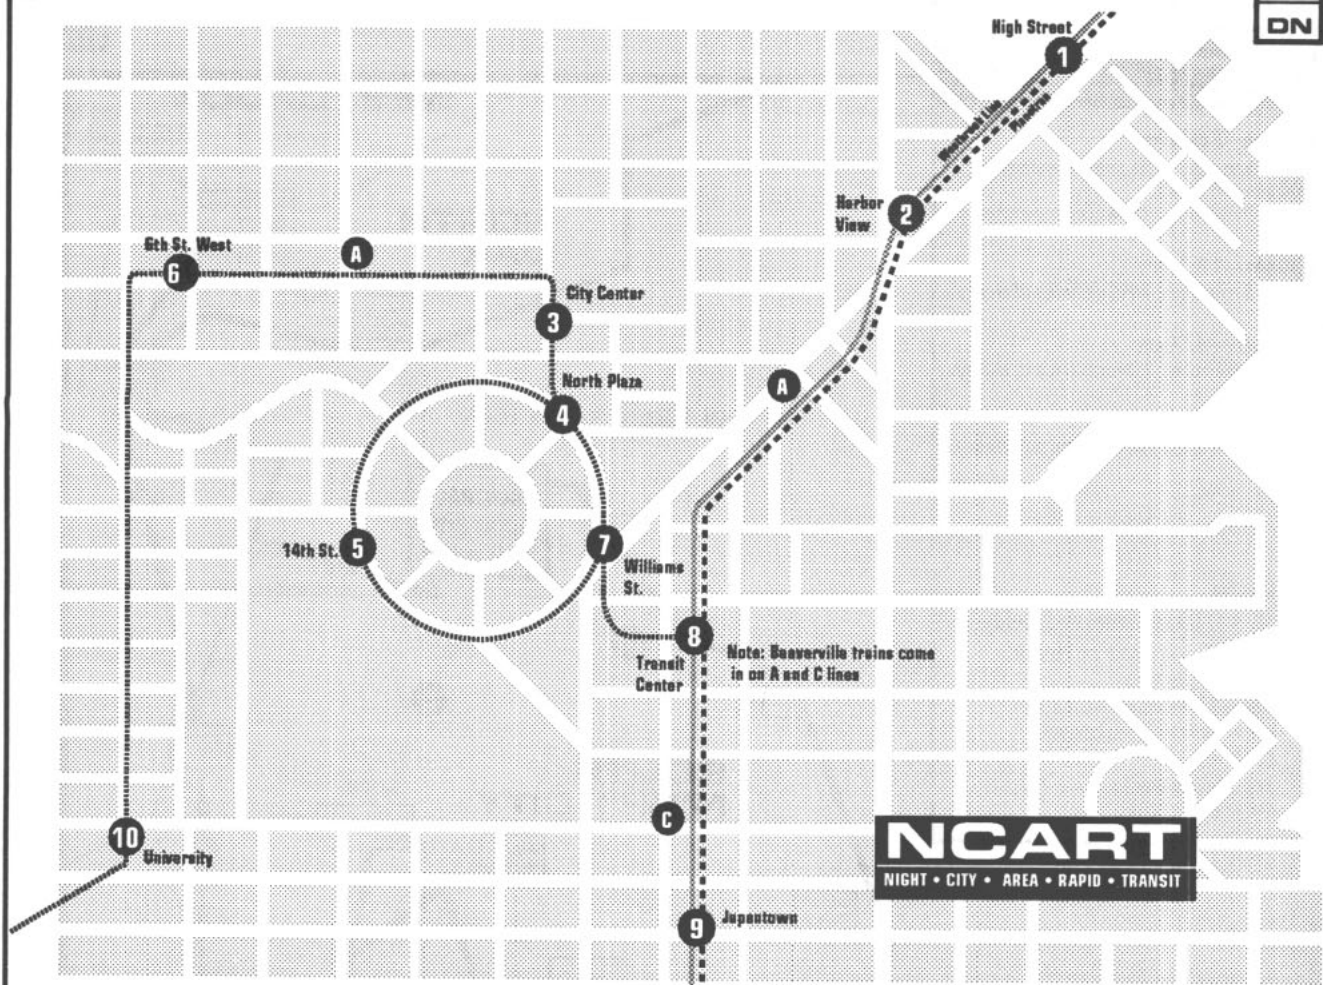 DN
High Street
1
Maglev
Harbor
View
2
6th St. West
6
A
City Center
3
North Plaza
4
A
14th St.
5
7
Williams
St.
8
Transit
Center
Note: Beaverville trains come
in on A and C lines
C
10
University
NCART
NIGHT • CITY • AREA • RAPID • TRANSIT
9
Japantown